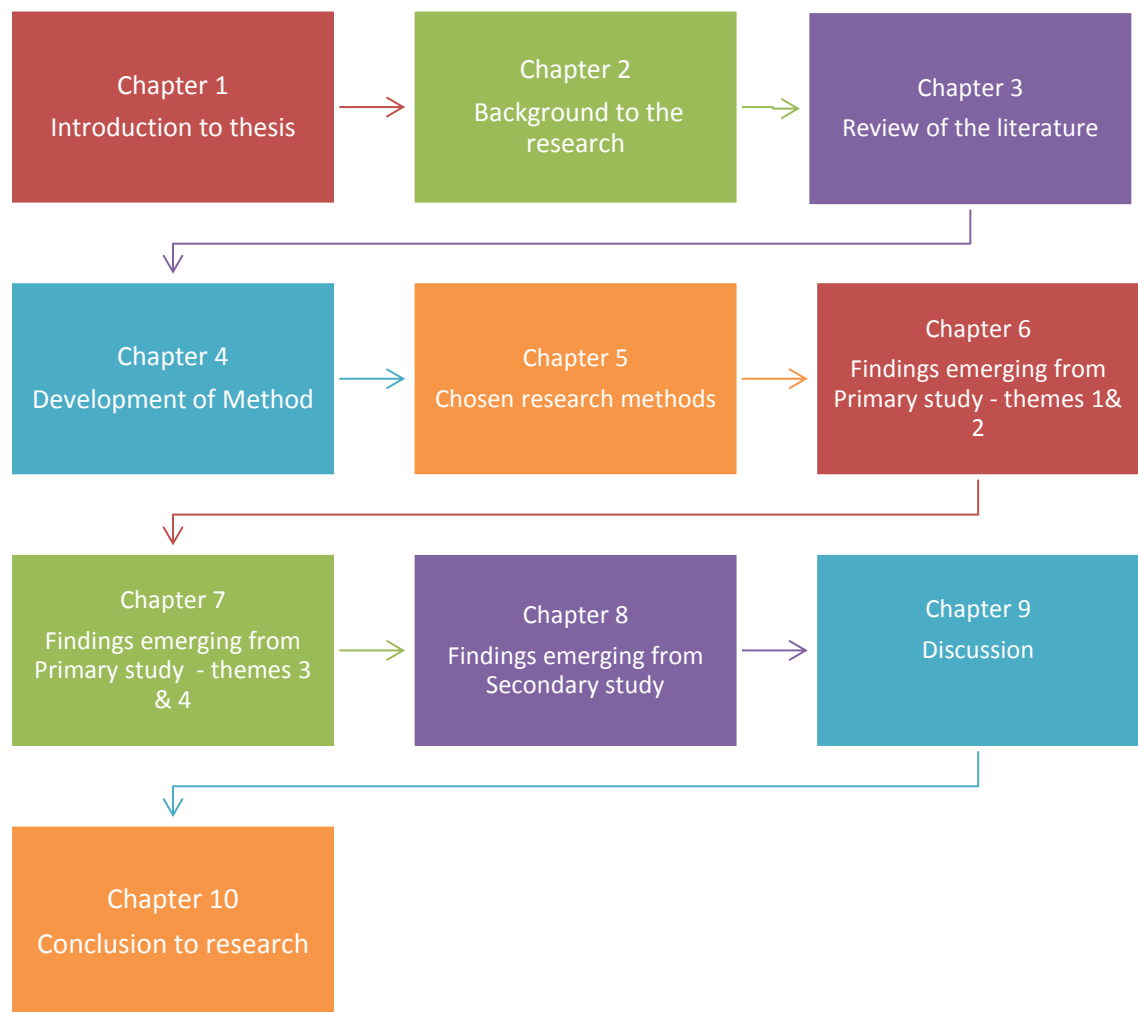 Chapter 1
Introduction to thesis
Chapter 2
Background to the
research
Chapter 3
Review of the literature
Chapter 4
Development of Method
Chapter 5
Chosen research methods
Chapter 6
Findings emerging from
Primary study - themes 1&
2
Chapter 7
Findings emerging from
Primary study  - themes 3
& 4
Chapter 8
Findings emerging from
Secondary study
Chapter 9
Discussion
Chapter 10
Conclusion to research